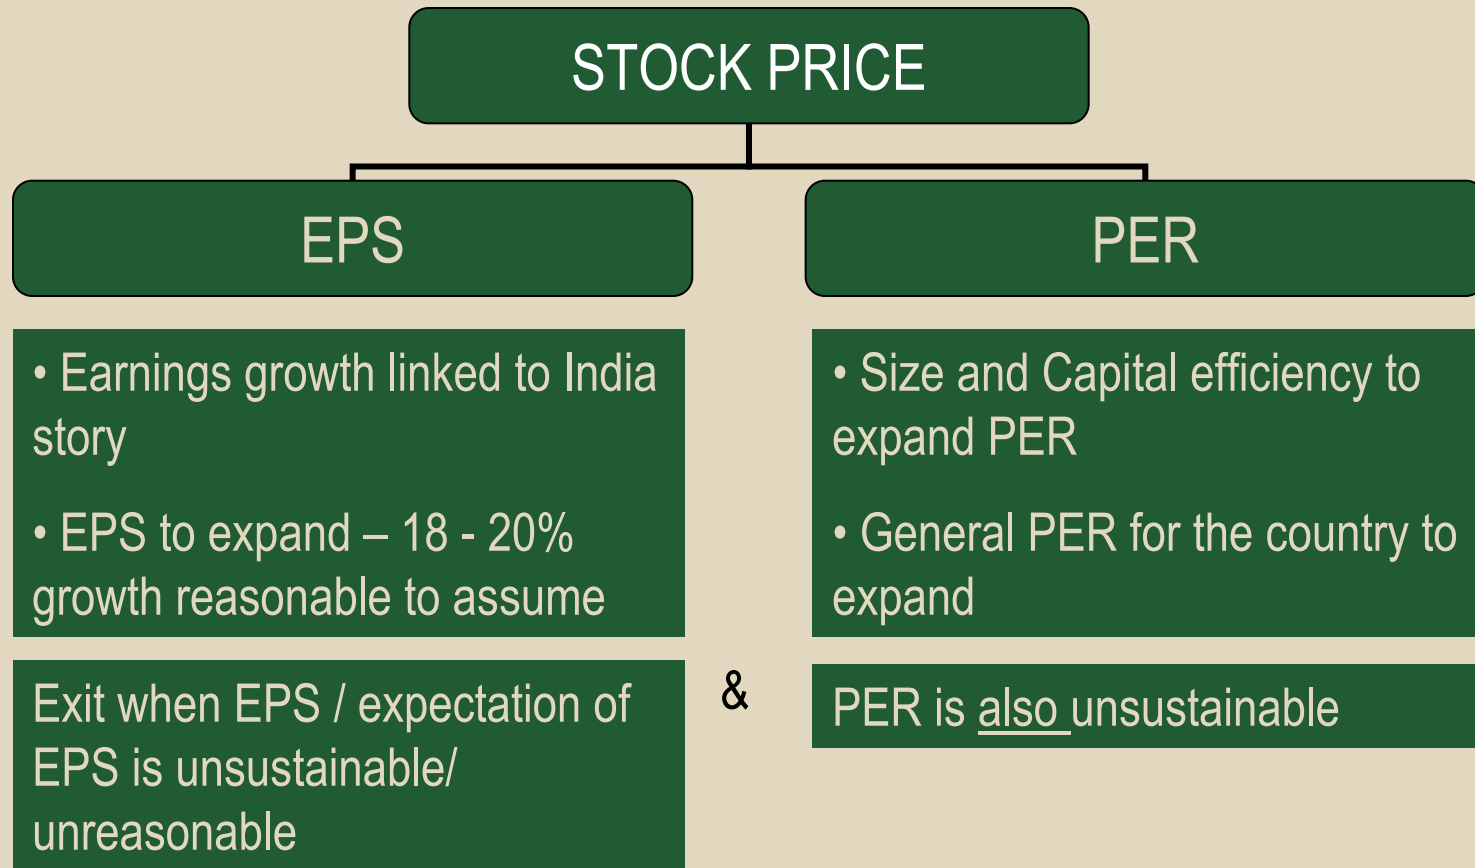 STOCK PRICE
EPS
PER
• Earnings growth linked to India
story
• EPS to expand – 18 - 20%
growth reasonable to assume
• Size and Capital efficiency to
expand PER
• General PER for the country to
expand
Exit when EPS / expectation of
EPS is unsustainable/
unreasonable
&
PER is also unsustainable